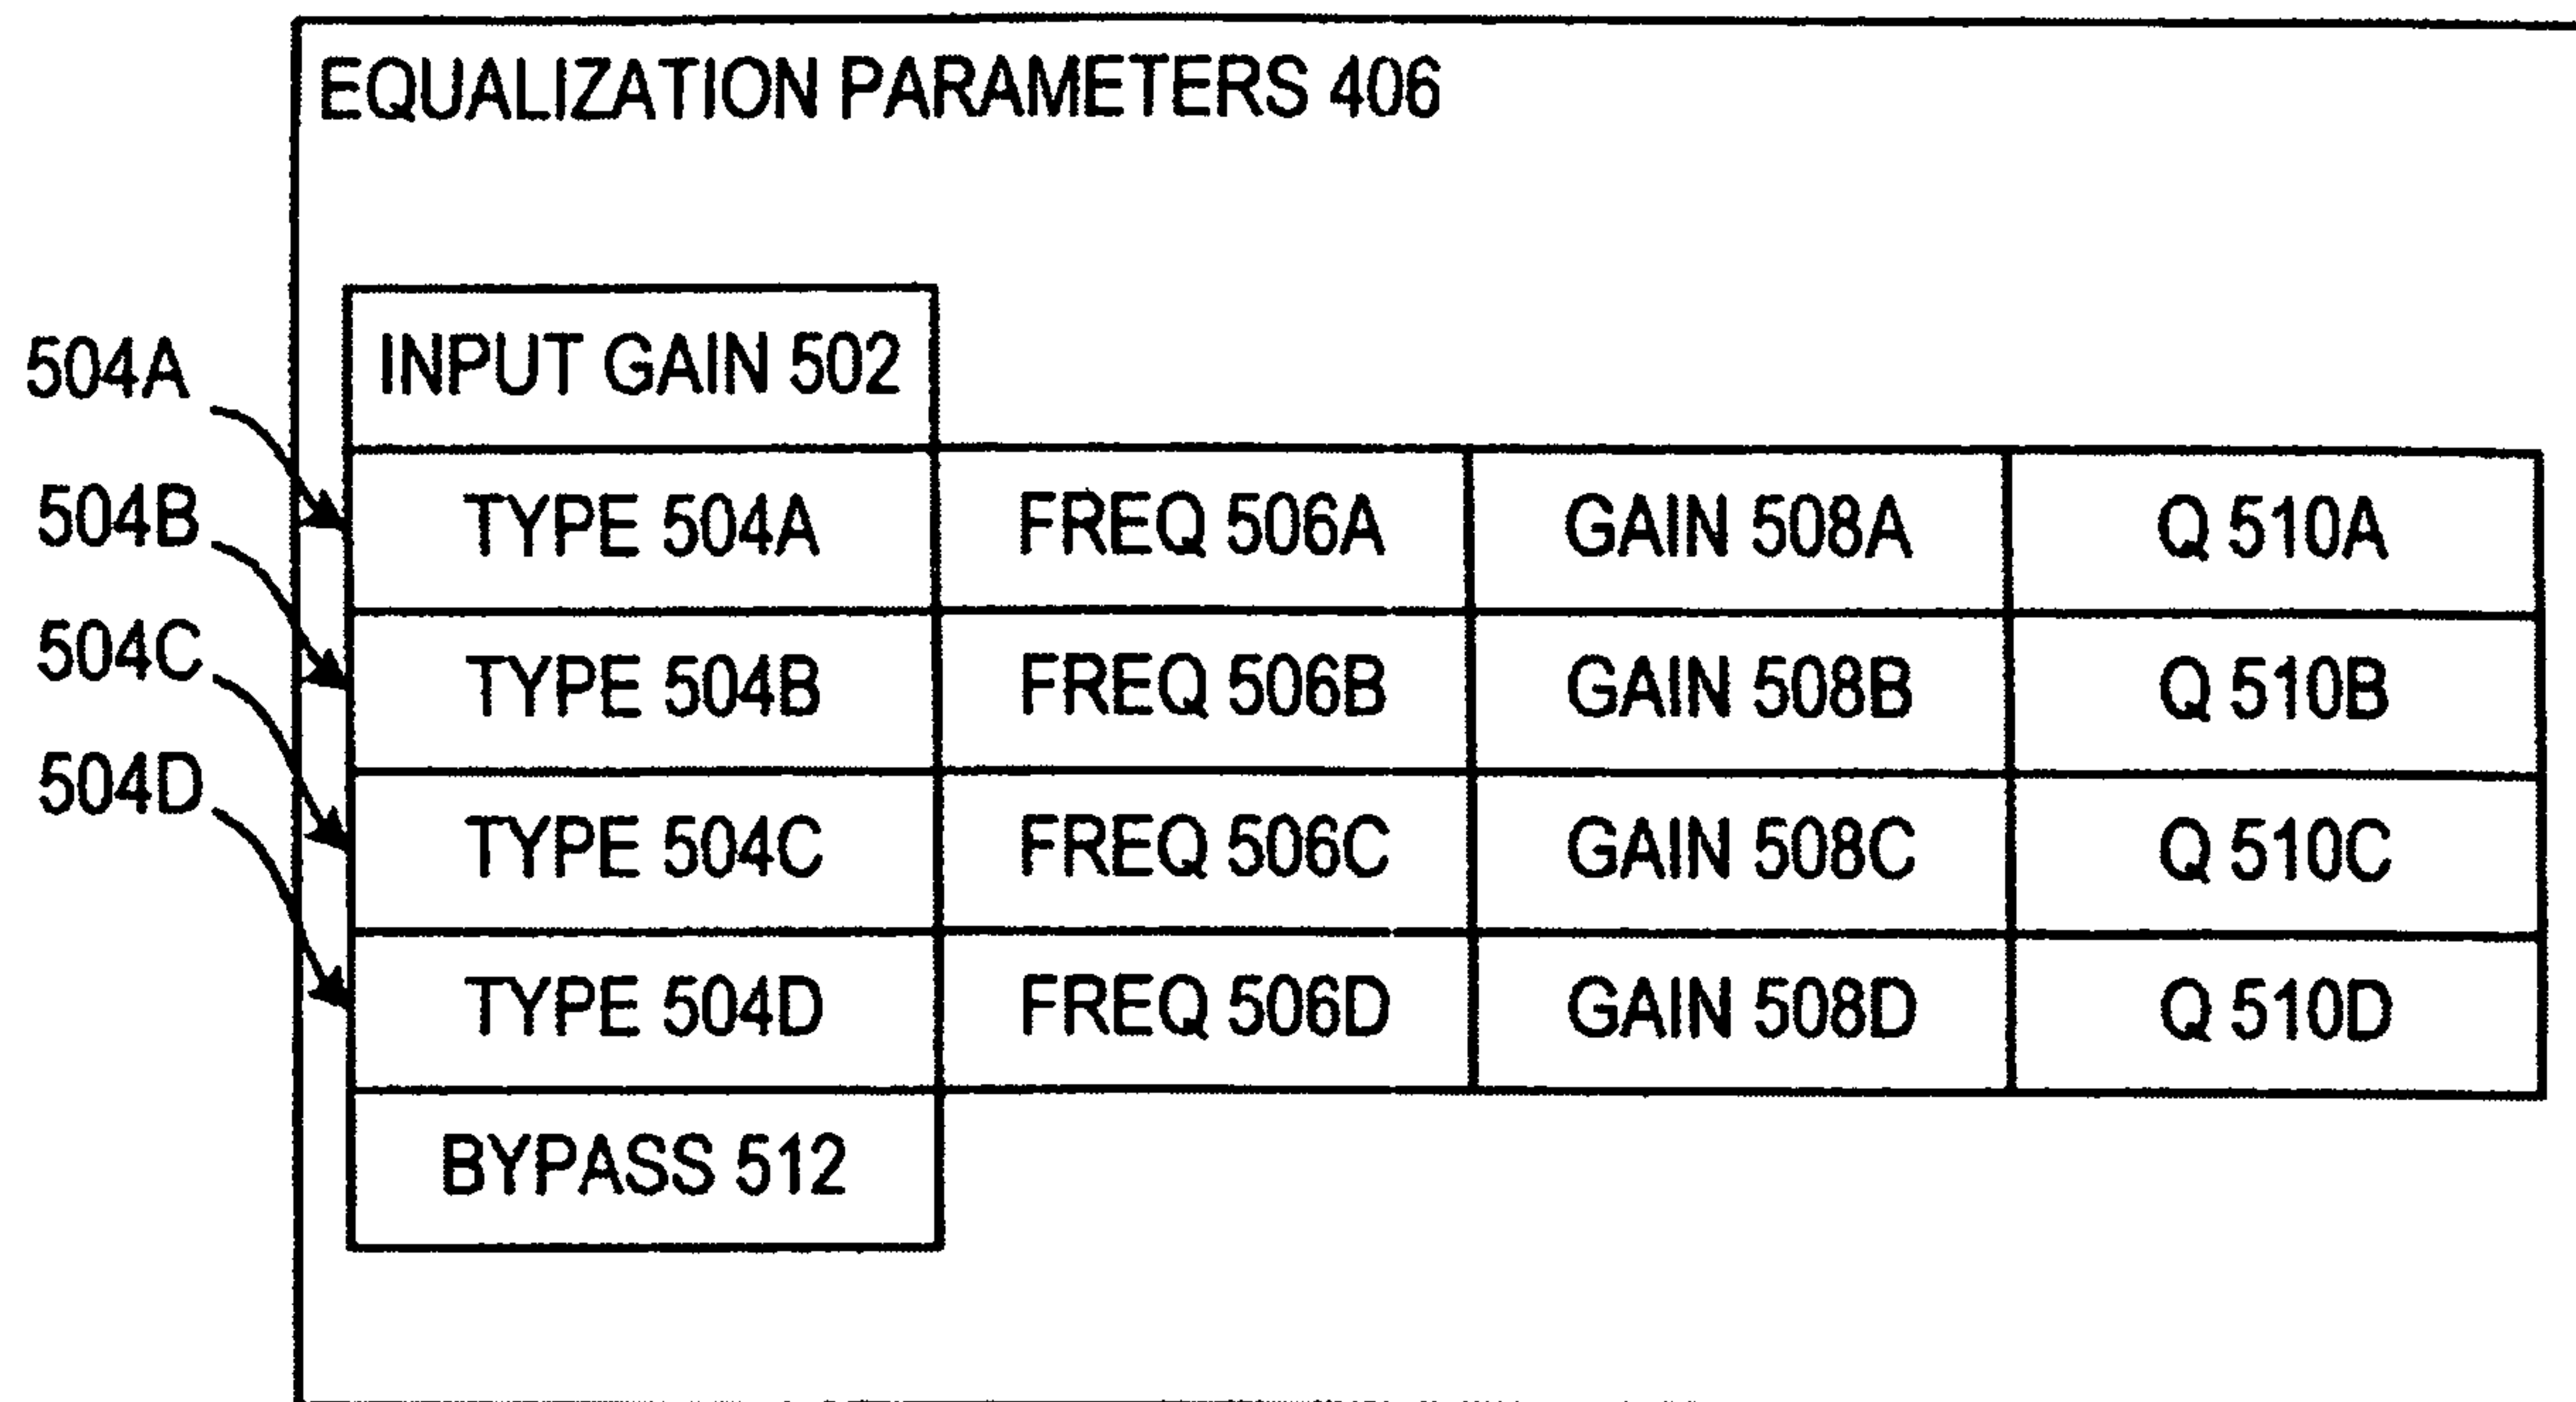 EQUALIZATION PARAMETERS 406
INPUT GAIN 502
504A
TYPE 504A FREQ 506A GAIN 508A Q 510A
504B
TYPE 504B FREQ 506B GAIN 508B Q 510B
504C
TYPE 504C FREQ 506C GAIN 508C Q 510C
504D
TYPE 504D FREQ 506D GAIN 508D Q 510D
BYPASS 512